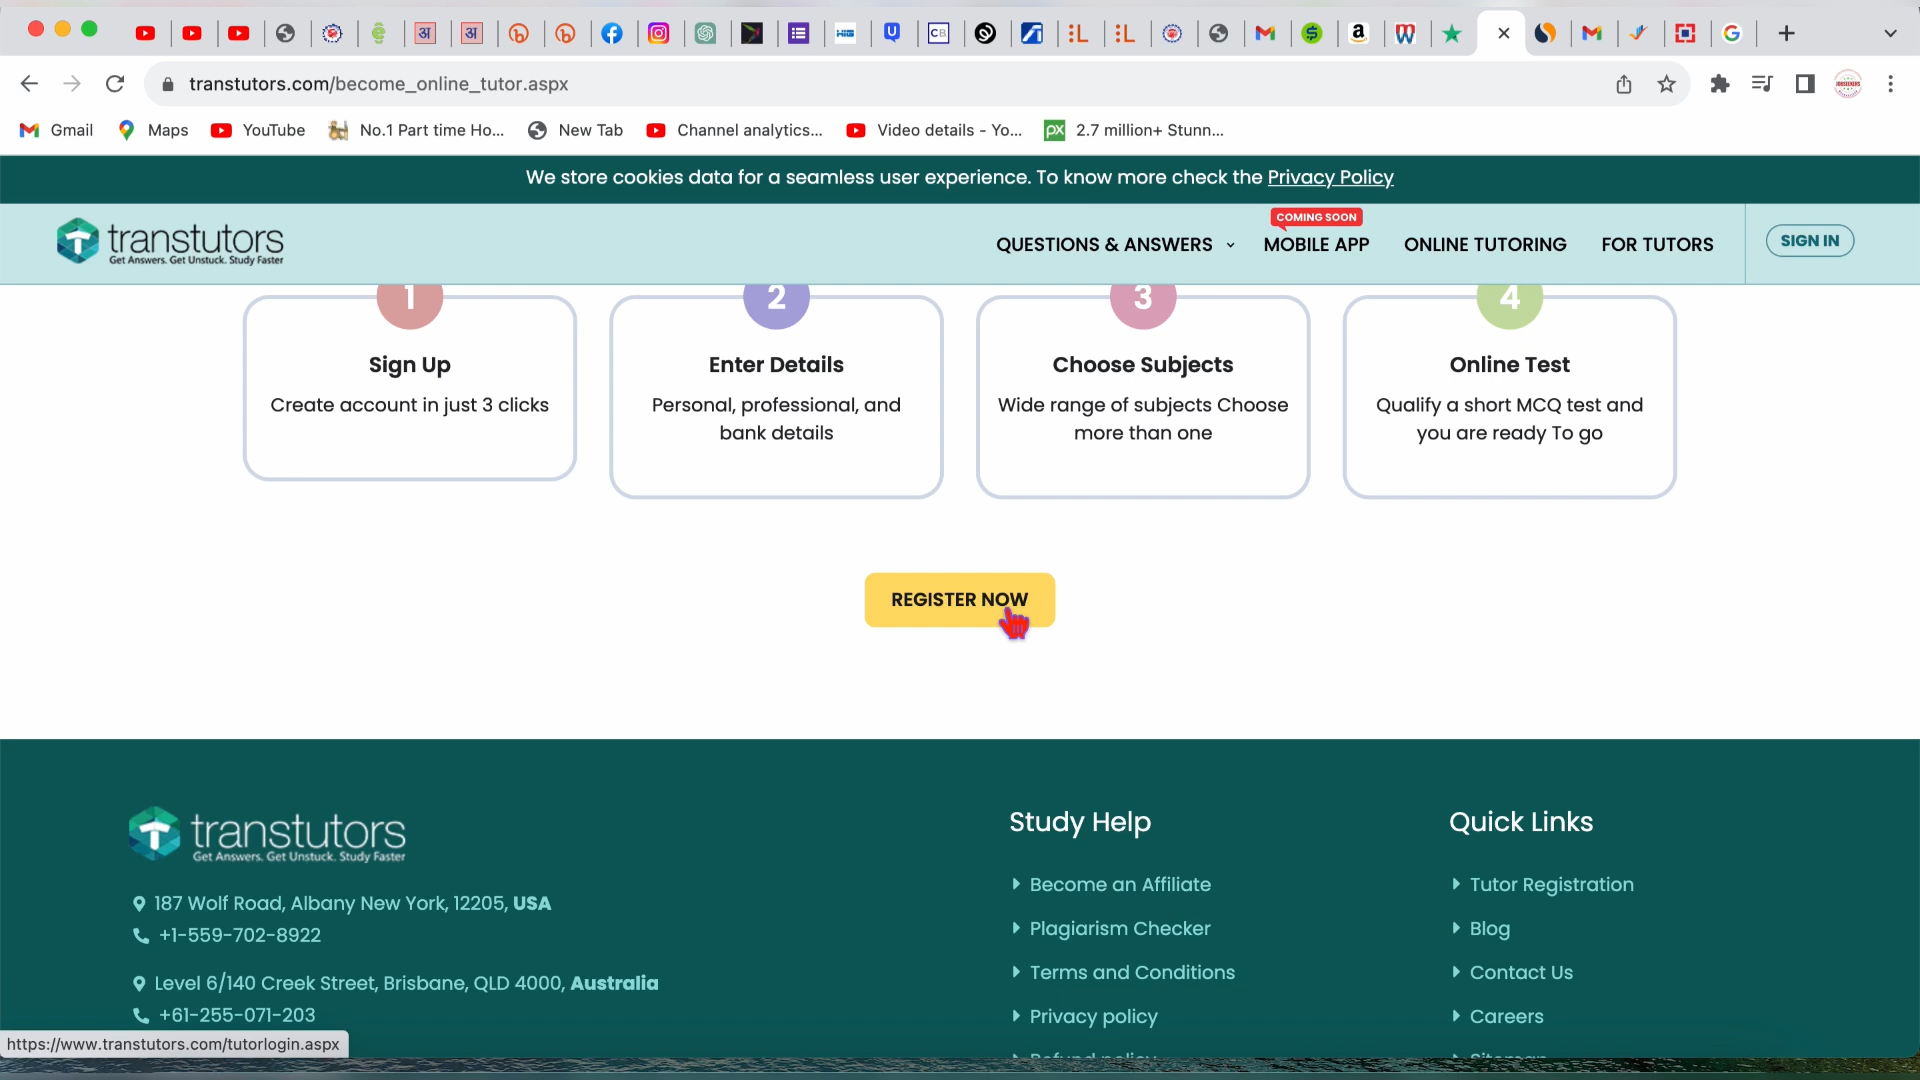 transtutors.com/become_online_tutor.aspx
Gmail
Maps
YouTube
No.1 Part time Ho...
New Tab
Channel analytics...
Video details - Yo...
2.7 million+ Stunn...
We store cookies data for a seamless user experience. To know more check the Privacy Policy
transtutors
Get Answers. Get Unstuck. Study Faster
QUESTIONS & ANSWERS
COMING SOON
MOBILE APP
ONLINE TUTORING
FOR TUTORS
SIGN IN
1
Sign Up
Create account in just 3 clicks
2
Enter Details
Personal, professional, and
bank details
3
Choose Subjects
Wide range of subjects Choose
more than one
4
Online Test
Qualify a short MCQ test and
you are ready To go
REGISTER NOW
transtutors
Get Answers. Get Unstuck. Study Faster
187 Wolf Road, Albany New York, 12205, USA
+1-559-702-8922
Level 6/140 Creek Street, Brisbane, QLD 4000, Australia
+61-255-071-203
Study Help
Become an Affiliate
Plagiarism Checker
Terms and Conditions
Privacy policy
Refund policy
Quick Links
Tutor Registration
Blog
Contact Us
Careers
Sitemap
https://www.transtutors.com/tutorlogin.aspx